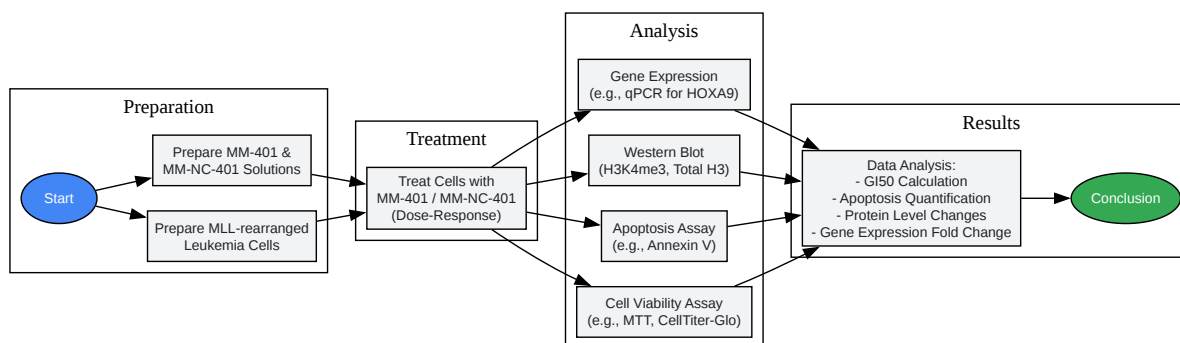 Preparation
Start
Prepare MM-401 &
MM-NC-401 Solutions
Prepare MLL-rearranged
Leukemia Cells
Treatment
Treat Cells with
MM-401 / MM-NC-401
(Dose-Response)
Analysis
Gene Expression
(e.g., qPCR for HOXA9)
Western Blot
(H3K4me3, Total H3)
Apoptosis Assay
(e.g., Annexin V)
Cell Viability Assay
(e.g., MTT, CellTiter-Glo)
Results
Data Analysis:
- GI50 Calculation
- Apoptosis Quantification
- Protein Level Changes
- Gene Expression Fold Change
Conclusion